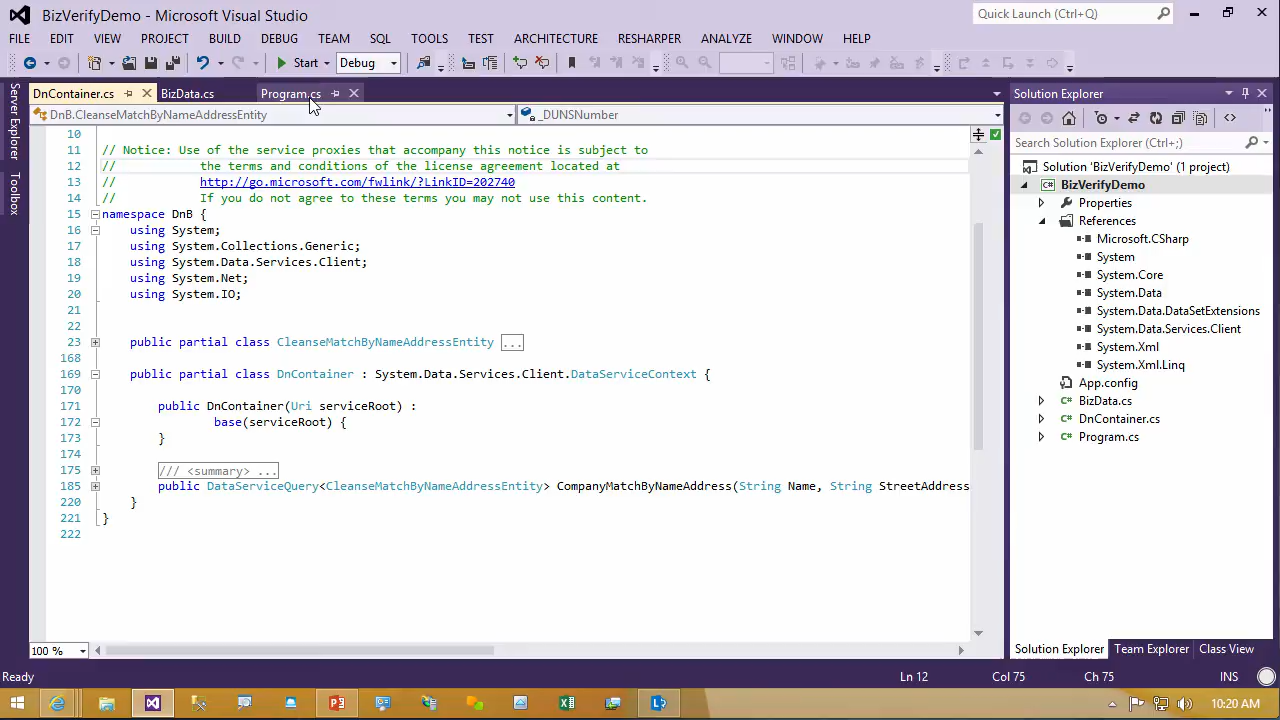 BizVerifyDemo - Microsoft Visual Studio
Quick Launch (Ctrl+Q)
FILE EDIT VIEW PROJECT BUILD DEBUG TEAM SQL TOOLS TEST ARCHITECTURE RESHARPER ANALYZE WINDOW HELP
Start Debug
Server Explorer
Toolbox
DnContainer.cs BizData.cs Program.cs
DnB.CleanseMatchByNameAddressEntity _DUNSNumber
10
11 // Notice: Use of the service proxies that accompany this notice is subject to
12 // the terms and conditions of the license agreement located at
13 // http://go.microsoft.com/fwlink/?LinkID=202740
14 // If you do not agree to these terms you may not use this content.
15 namespace DnB {
16 using System;
17 using System.Collections.Generic;
18 using System.Data.Services.Client;
19 using System.Net;
20 using System.IO;
21
22
23 public partial class CleanseMatchByNameAddressEntity ...
168
169 public partial class DnContainer : System.Data.Services.Client.DataServiceContext {
170
171 public DnContainer(Uri serviceRoot) :
172 base(serviceRoot) {
173 }
174
175 /// <summary> ...
185 public DataServiceQuery<CleanseMatchByNameAddressEntity> CompanyMatchByNameAddress(String Name, String StreetAddress
220 }
221 }
222
100 %
Solution Explorer
Search Solution Explorer (Ctrl+;)
Solution 'BizVerifyDemo' (1 project)
BizVerifyDemo
Properties
References
Microsoft.CSharp
System
System.Core
System.Data
System.Data.DataSetExtensions
System.Data.Services.Client
System.Xml
System.Xml.Linq
App.config
BizData.cs
DnContainer.cs
Program.cs
Solution Explorer Team Explorer Class View
Ready Ln 12 Col 75 Ch 75 INS
10:20 AM